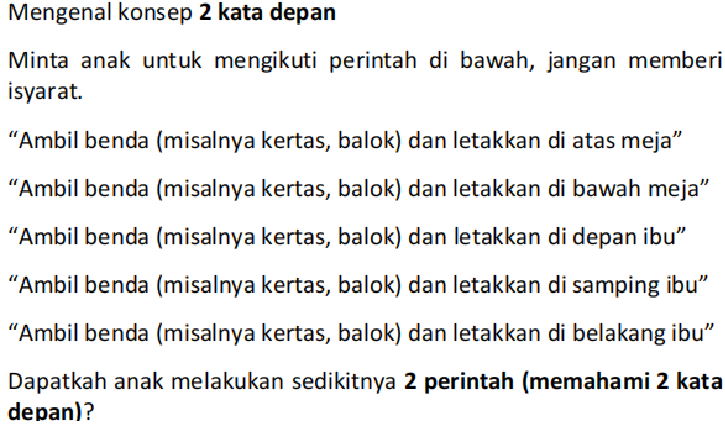 Mengenal konsep 2 kata depan
Minta anak untuk mengikuti perintah di bawah, jangan memberi
isyarat.
“Ambil benda (misalnya kertas, balok) dan letakkan di atas meja”
“Ambil benda (misalnya kertas, balok) dan letakkan di bawah meja”
“Ambil benda (misalnya kertas, balok) dan letakkan di depan ibu”
“Ambil benda (misalnya kertas, balok) dan letakkan di samping ibu”
“Ambil benda (misalnya kertas, balok) dan letakkan di belakang ibu”
Dapatkah anak melakukan sedikitnya 2 perintah (memahami 2 kata
depan)?